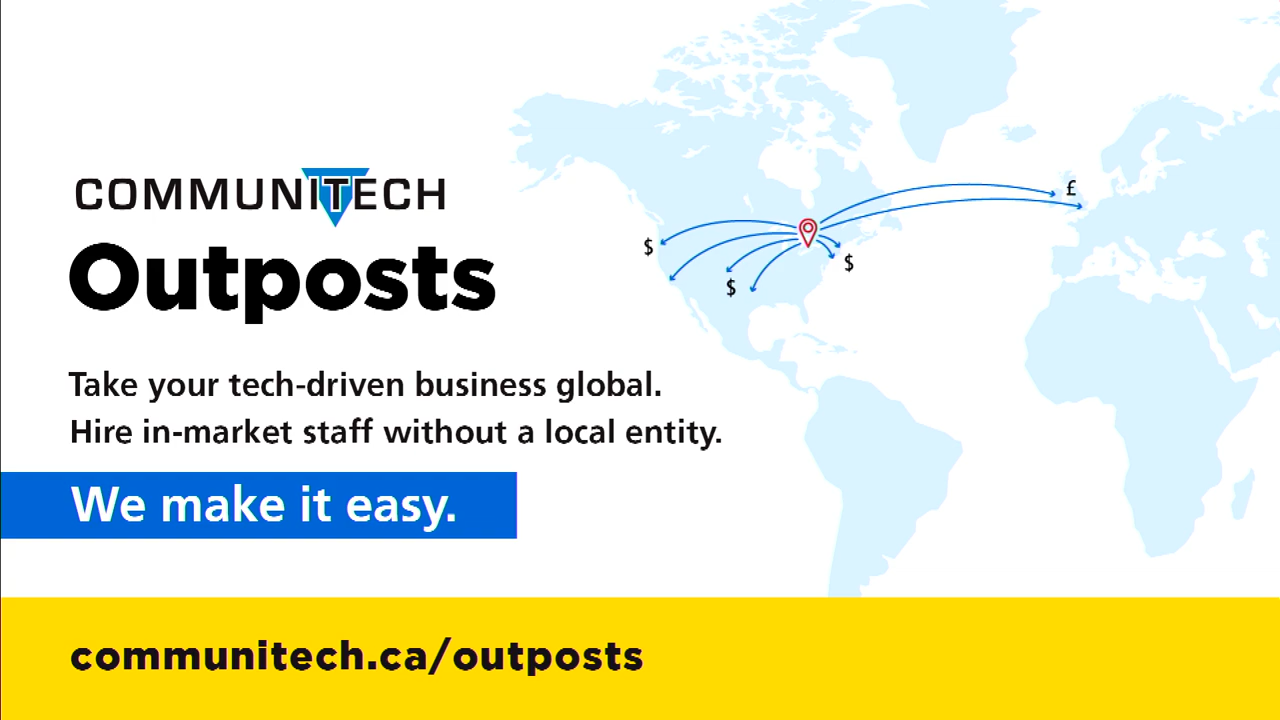 COMMUNITECH
Outposts
£
$
$
$
Take your tech-driven business global.
Hire in-market staff without a local entity.
We make it easy.
communitech.ca/outposts